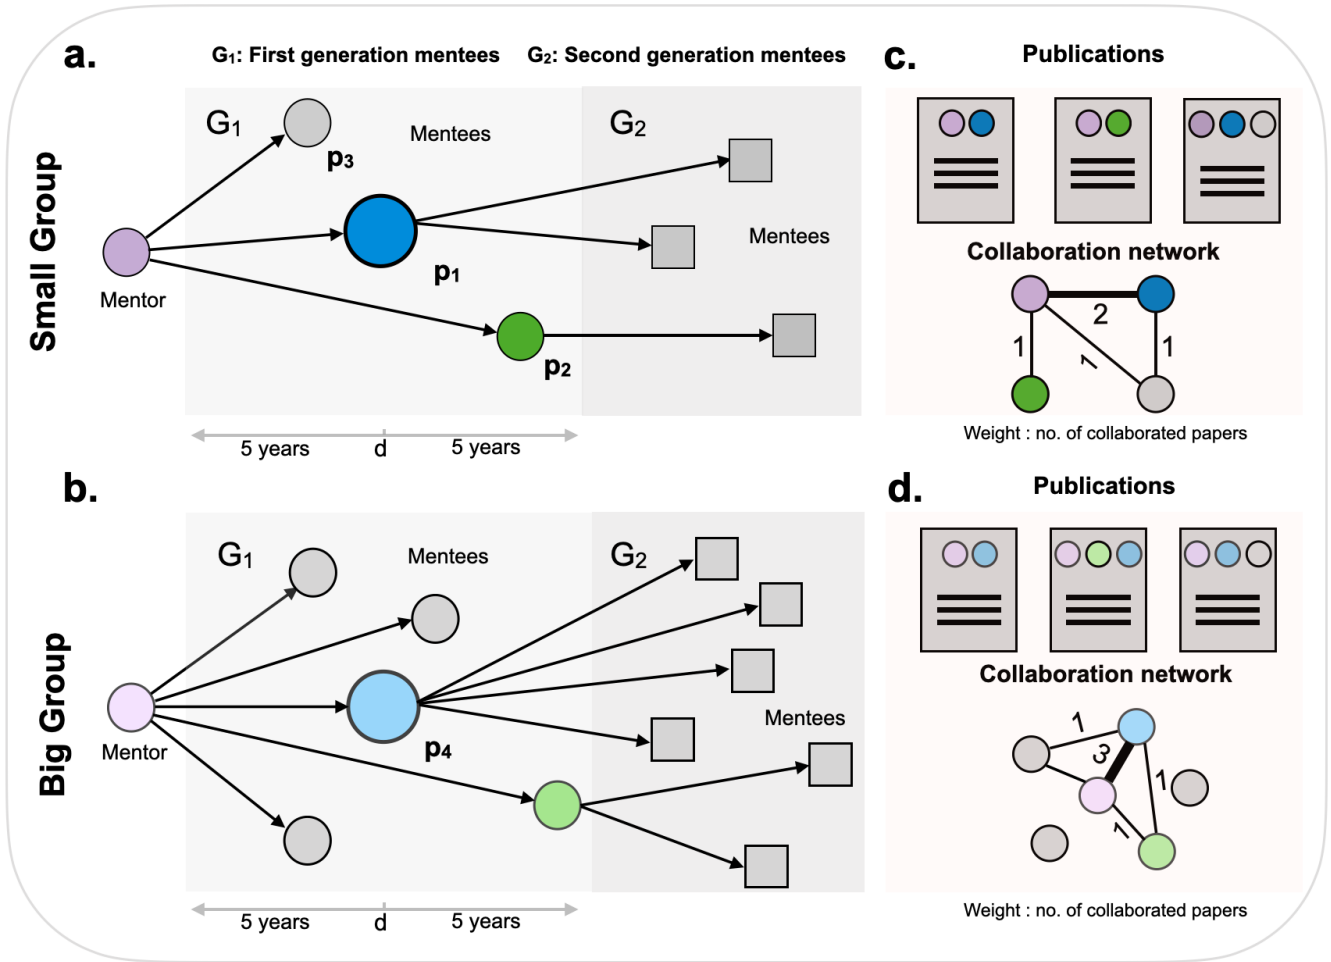 a.
G₁: First generation mentees
G₂: Second generation mentees
Small Group
G₁
Mentees
G₂
p₃
Mentees
p₁
Mentor
p₂
5 years
d
5 years
c.
Publications
Collaboration network
2
1
1
1
Weight : no. of collaborated papers
b.
Big Group
G₁
Mentees
G₂
Mentees
p₄
Mentor
5 years
d
5 years
d.
Publications
Collaboration network
1
3
1
1
Weight : no. of collaborated papers